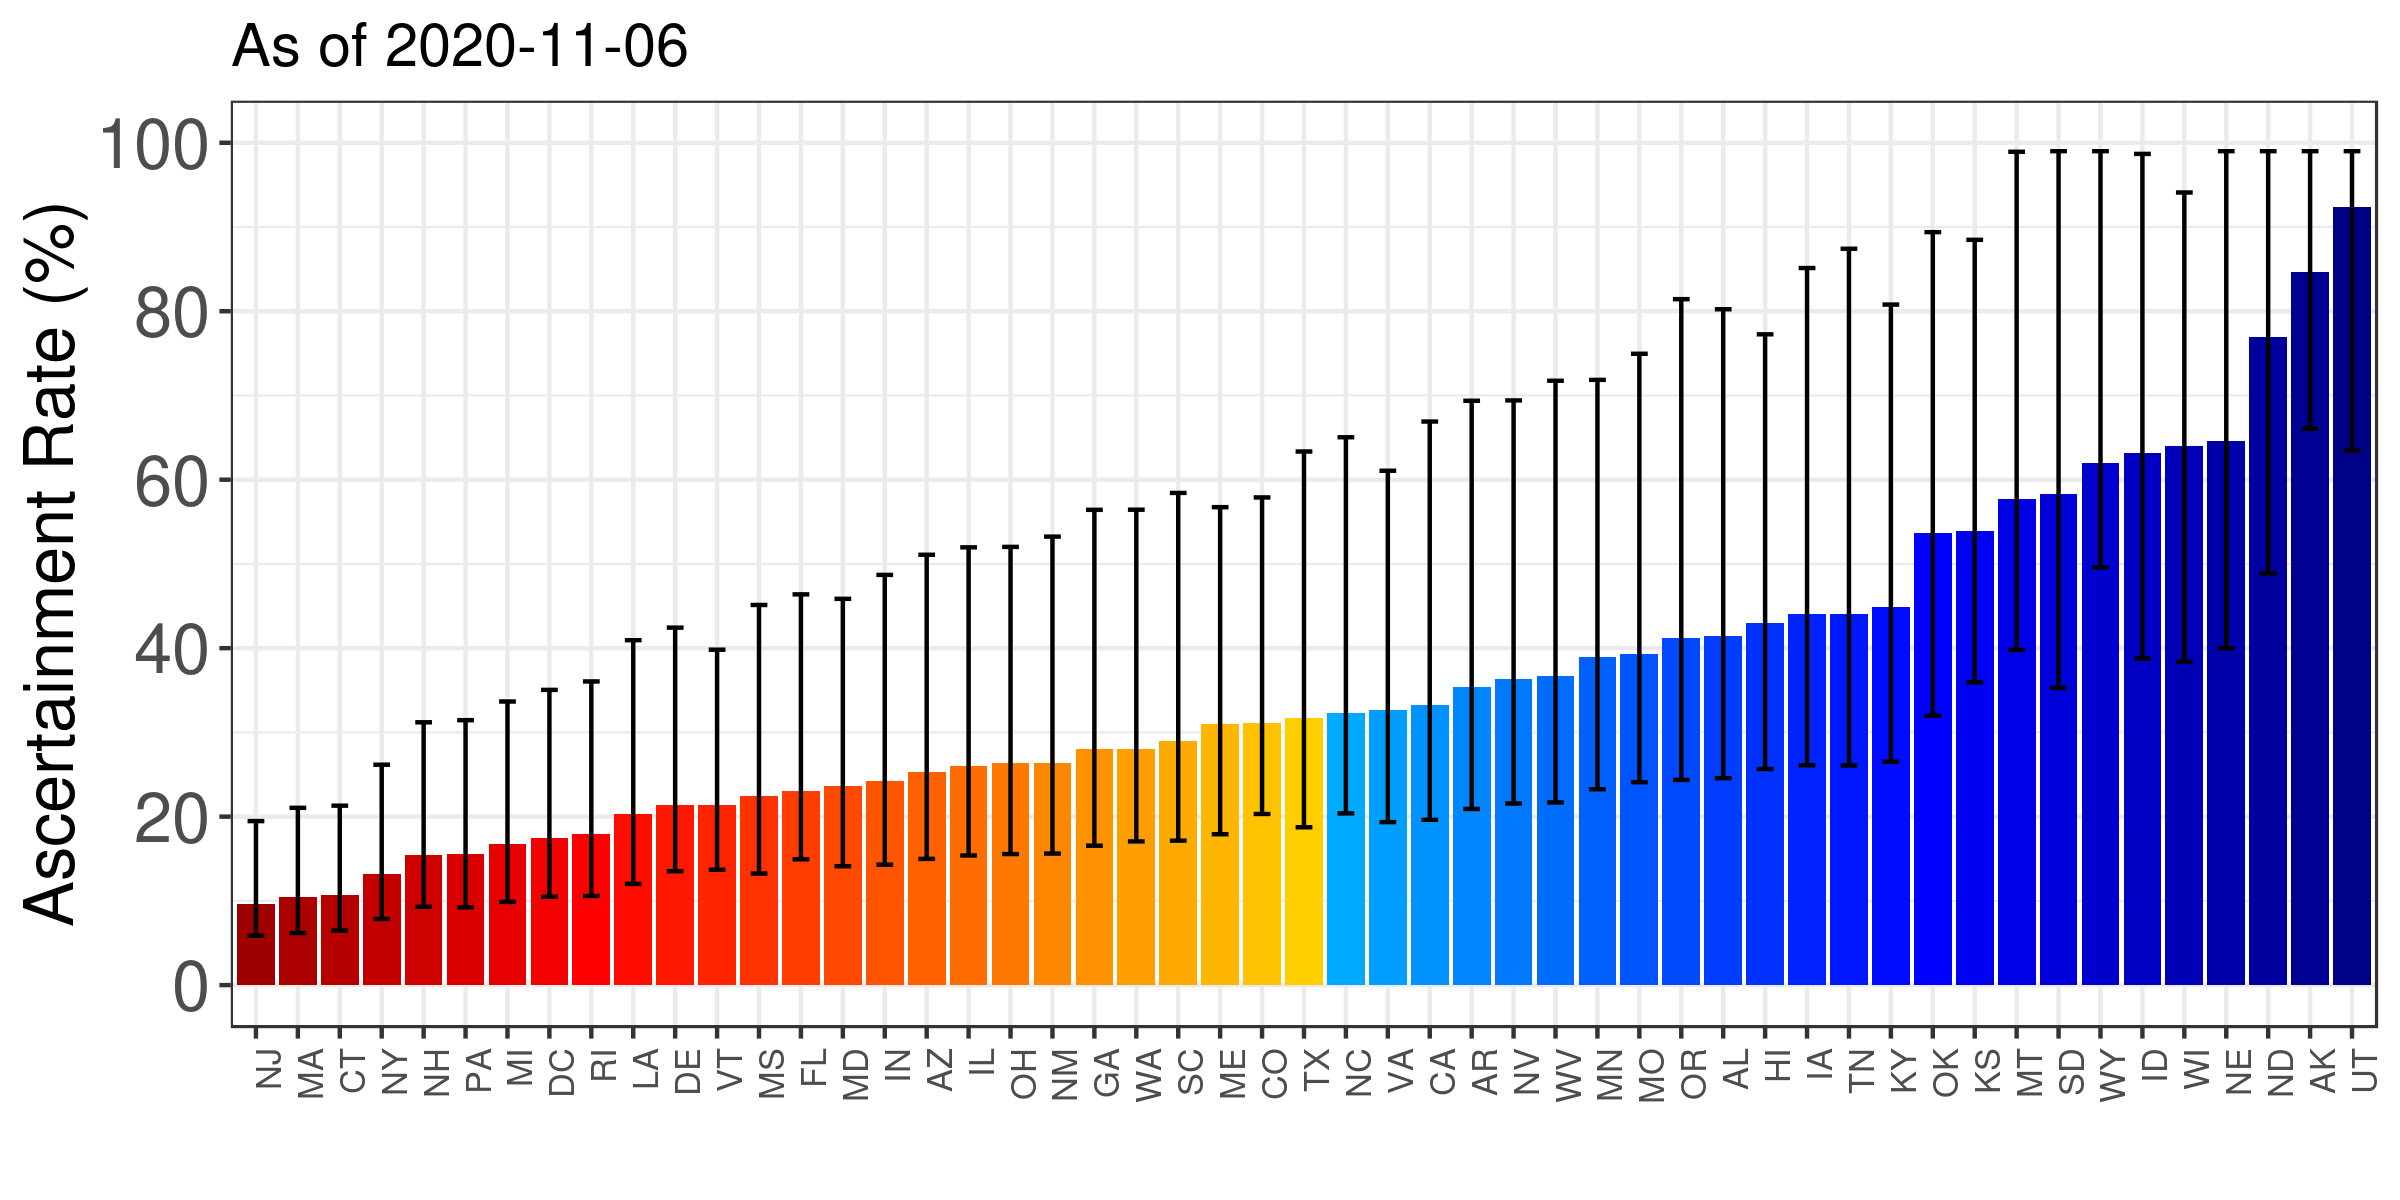 As of 2020-11-06
Ascertainment Rate (%)
100
80
60
40
20
0
NJ
MA
CT
NY
NH
PA
MI
DC
RI
LA
DE
VT
MS
FL
MD
IN
AZ
IL
OH
NM
GA
WA
SC
ME
CO
TX
NC
VA
CA
AR
NV
WV
MN
MO
OR
AL
HI
IA
TN
KY
OK
KS
MT
SD
WY
ID
WI
NE
ND
AK
UT